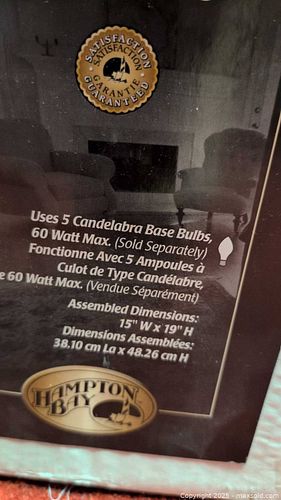 SATISFACTION
SATISFACTION
GARANTIE
GUARANTEED
Uses 5 Candelabra Base Bulbs,
60 Watt Max. (Sold Separately)
Fonctionne Avec 5 Ampoules à
Culot de Type Candélabre,
e 60 Watt Max. (Vendue Séparément)
Assembled Dimensions:
15" W x 19" H
Dimensions Assemblées:
38.10 cm La x 48.26 cm H
HAMPTON
BAY
Copyright 2025 - maxsold.com